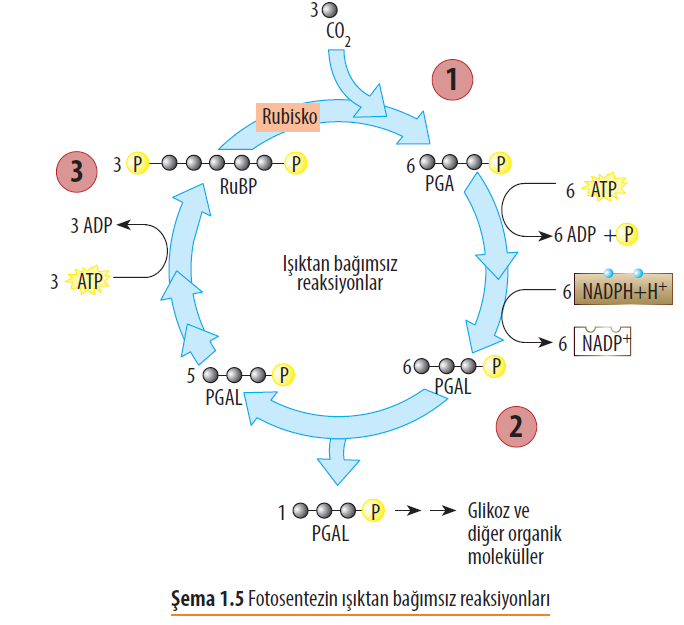 3
CO2
1
Rubisko
3
3 P P
RuBP
6 P
PGA
6 ATP
6 ADP + P
3 ADP
3 ATP
Işıktan bağımsız
reaksiyonlar
6 NADPH+H+
6 NADP+
5 P
PGAL
6 P
PGAL
2
1 P
PGAL
Glikoz ve
diğer organik
moleküller
Şema 1.5 Fotosentezin ışıktan bağımsız reaksiyonları